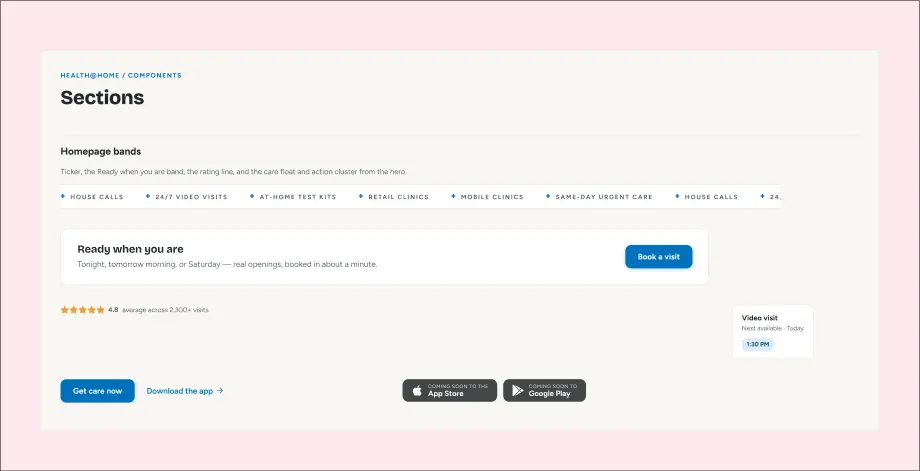 HEALTH@HOME / COMPONENTS
Sections
Homepage bands
Ticker, the Ready when you are band, the rating line, and the care float and action cluster from the hero.
HOUSE CALLS 24/7 VIDEO VISITS AT-HOME TEST KITS RETAIL CLINICS MOBILE CLINICS SAME-DAY URGENT CARE HOUSE CALLS 24.
Ready when you are
Tonight, tomorrow morning, or Saturday — real openings, booked in about a minute.
Book a visit
4.8 average across 2,300+ visits
Video visit
Next available · Today
1:30 PM
Get care now
Download the app →
COMING SOON TO THE
App Store
COMING SOON TO
Google Play